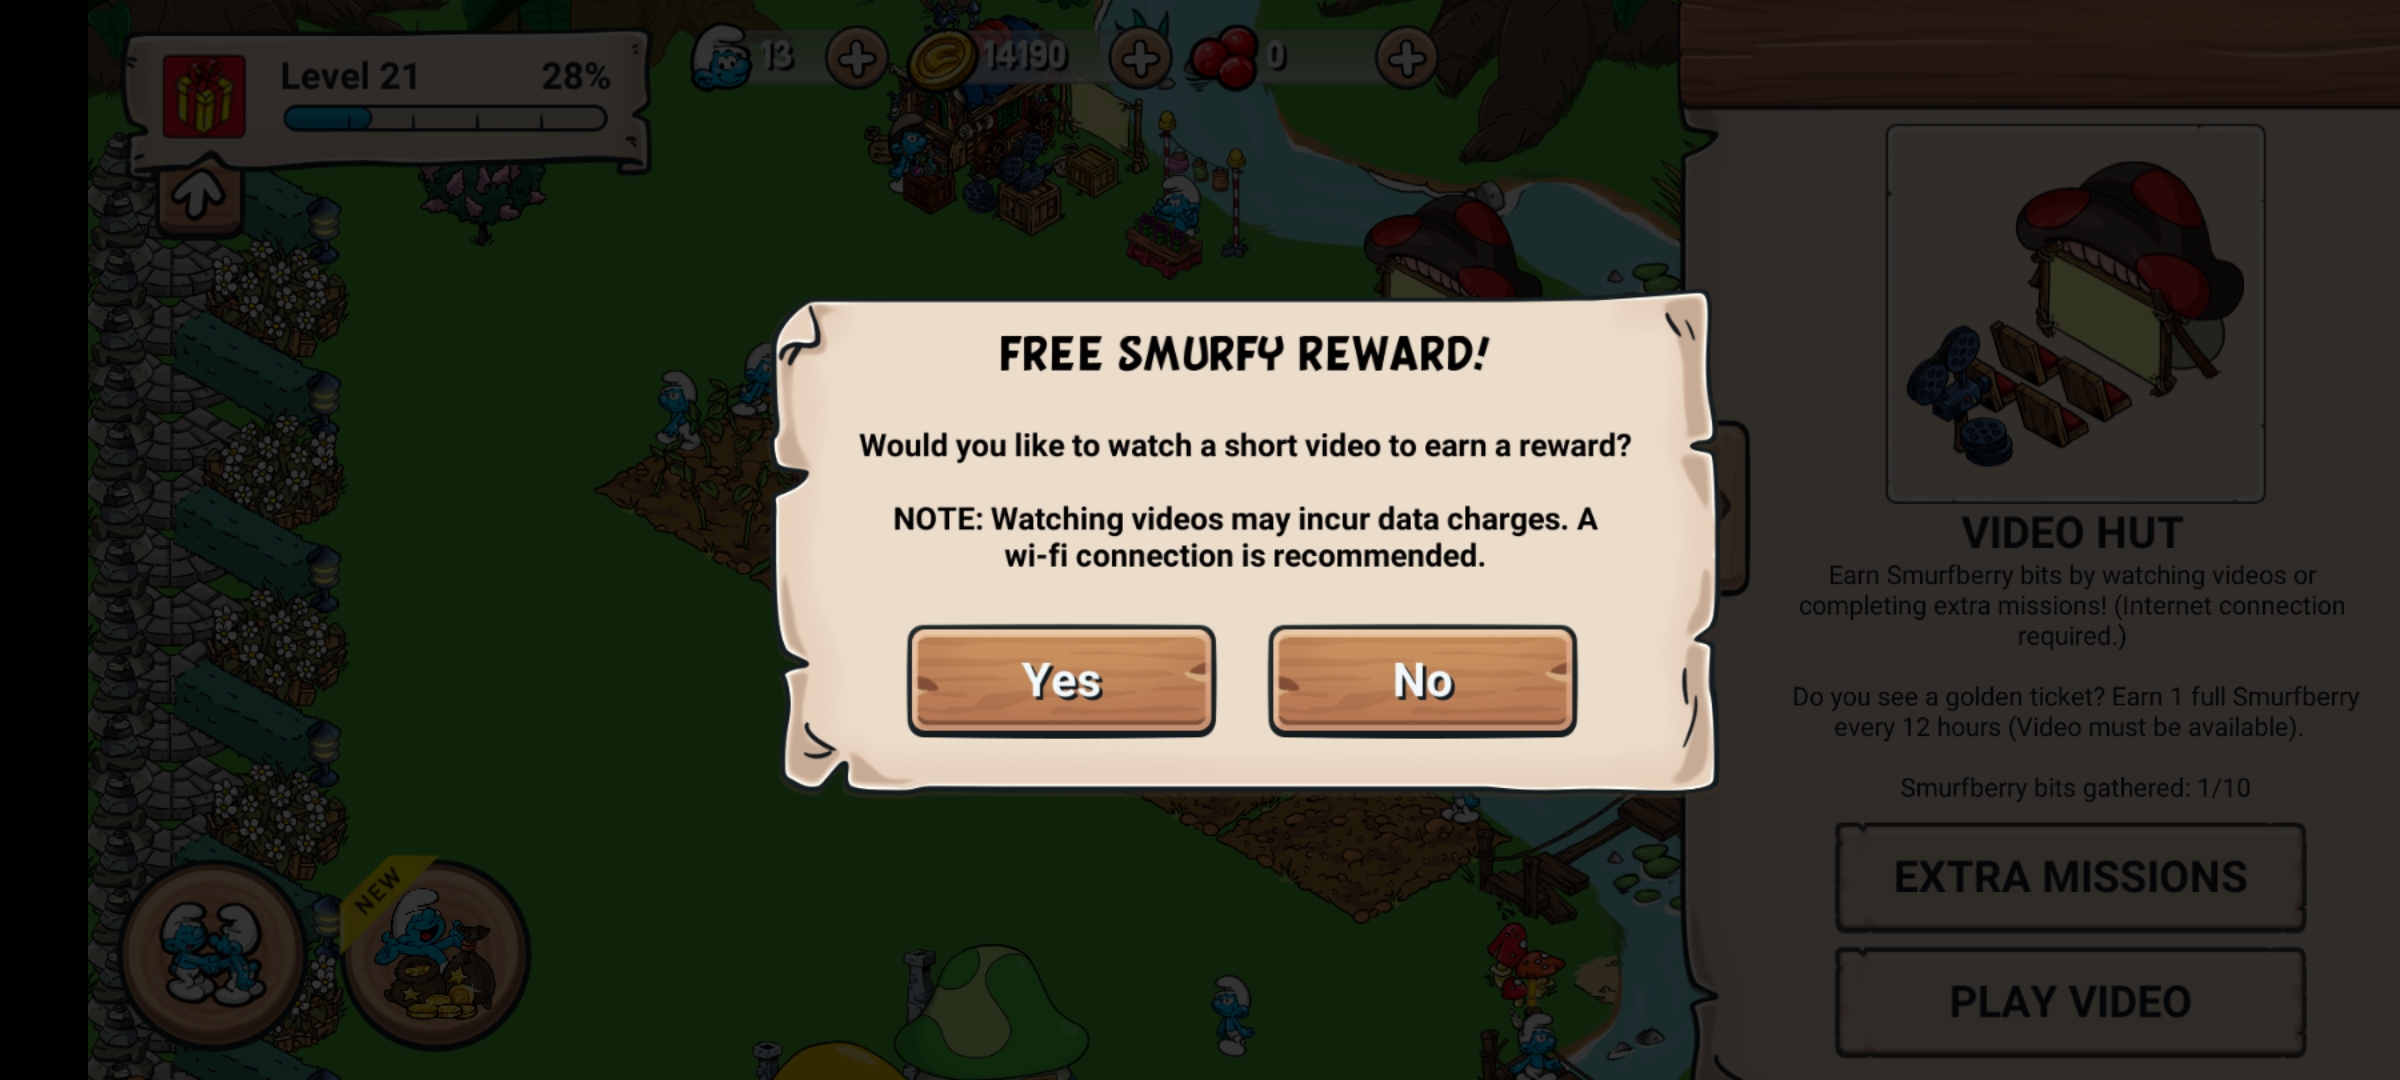 Level 21 28%
13
14190
0
FREE SMURFY REWARD!
Would you like to watch a short video to earn a reward?
NOTE: Watching videos may incur data charges. A
wi-fi connection is recommended.
Yes
No
VIDEO HUT
Earn Smurfberry bits by watching videos or
completing extra missions! (Internet connection
required.)
Do you see a golden ticket? Earn 1 full Smurfberry
every 12 hours (Video must be available).
Smurfberry bits gathered: 1/10
EXTRA MISSIONS
PLAY VIDEO
NEW